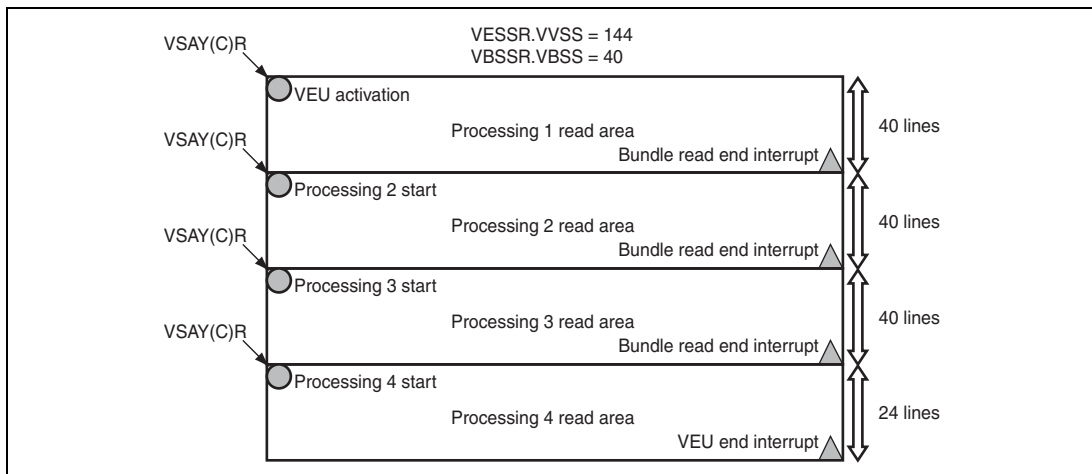 VESSR.VVSS = 144
VBSSR.VBSS = 40
VSAY(C)R
VEU activation
Processing 1 read area
Bundle read end interrupt
40 lines
VSAY(C)R
Processing 2 start
Processing 2 read area
Bundle read end interrupt
40 lines
VSAY(C)R
Processing 3 start
Processing 3 read area
Bundle read end interrupt
40 lines
VSAY(C)R
Processing 4 start
Processing 4 read area
VEU end interrupt
24 lines